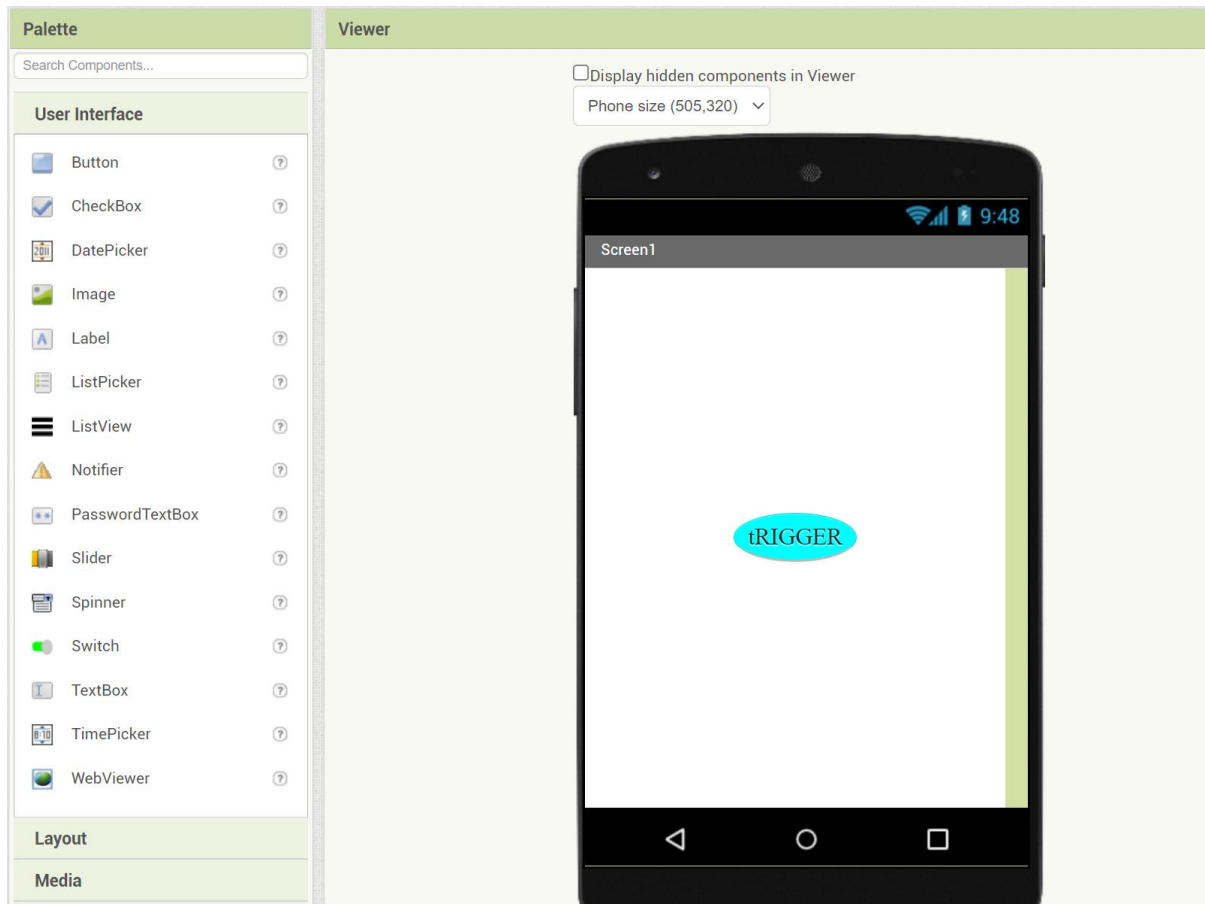 Palette
Search Components...
User Interface
Button
CheckBox
DatePicker
Image
Label
ListPicker
ListView
Notifier
PasswordTextBox
Slider
Spinner
Switch
TextBox
TimePicker
WebViewer
Layout
Media
Viewer
Display hidden components in Viewer
Phone size (505,320)
9:48
Screen1
tRIGGER